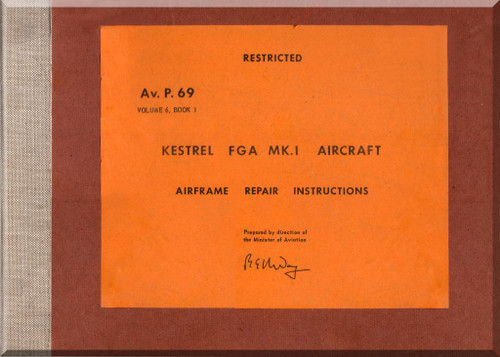 RESTRICTED
Av. P. 69
VOLUME 6, BOOK 1
KESTREL FGA MK.I AIRCRAFT
AIRFRAME REPAIR INSTRUCTIONS
Prepared by direction of
the Minister of Aviation